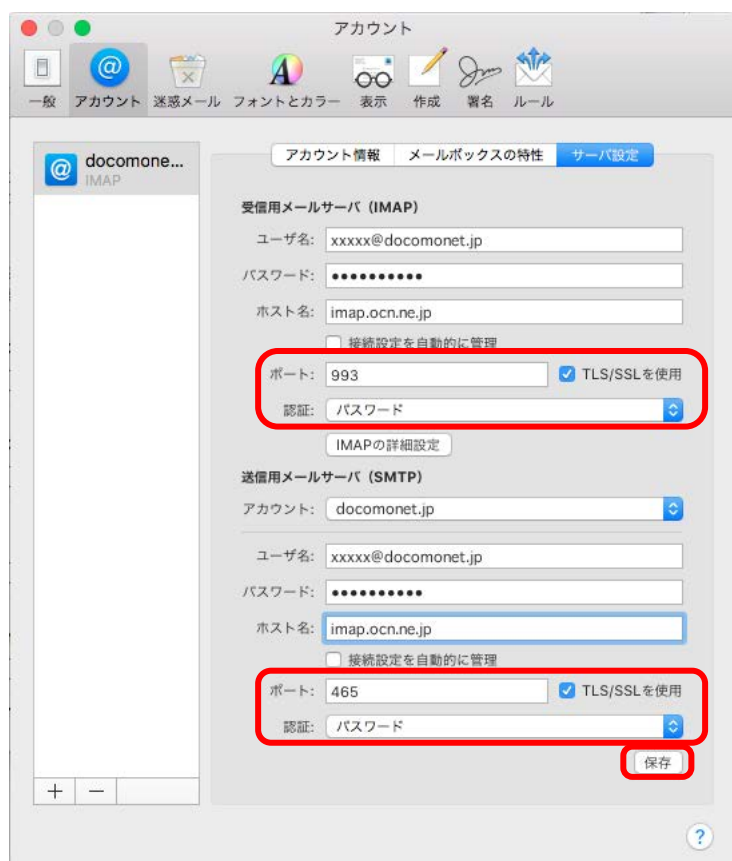 アカウント
一般 アカウント 迷惑メール フォントとカラー 表示 作成 署名 ルール
docomone...
IMAP
アカウント情報 メールボックスの特性 サーバ設定
受信用メールサーバ (IMAP)
ユーザ名: xxxxx@docomonet.jp
パスワード: ●●●●●●●●●●
ホスト名: imap.ocn.ne.jp
接続設定を自動的に管理
ポート: 993 TLS/SSLを使用
認証: パスワード
IMAPの詳細設定
送信用メールサーバ (SMTP)
アカウント: docomonet.jp
ユーザ名: xxxxx@docomonet.jp
パスワード: ●●●●●●●●●●
ホスト名: imap.ocn.ne.jp
接続設定を自動的に管理
ポート: 465 TLS/SSLを使用
認証: パスワード
保存
+ −
?